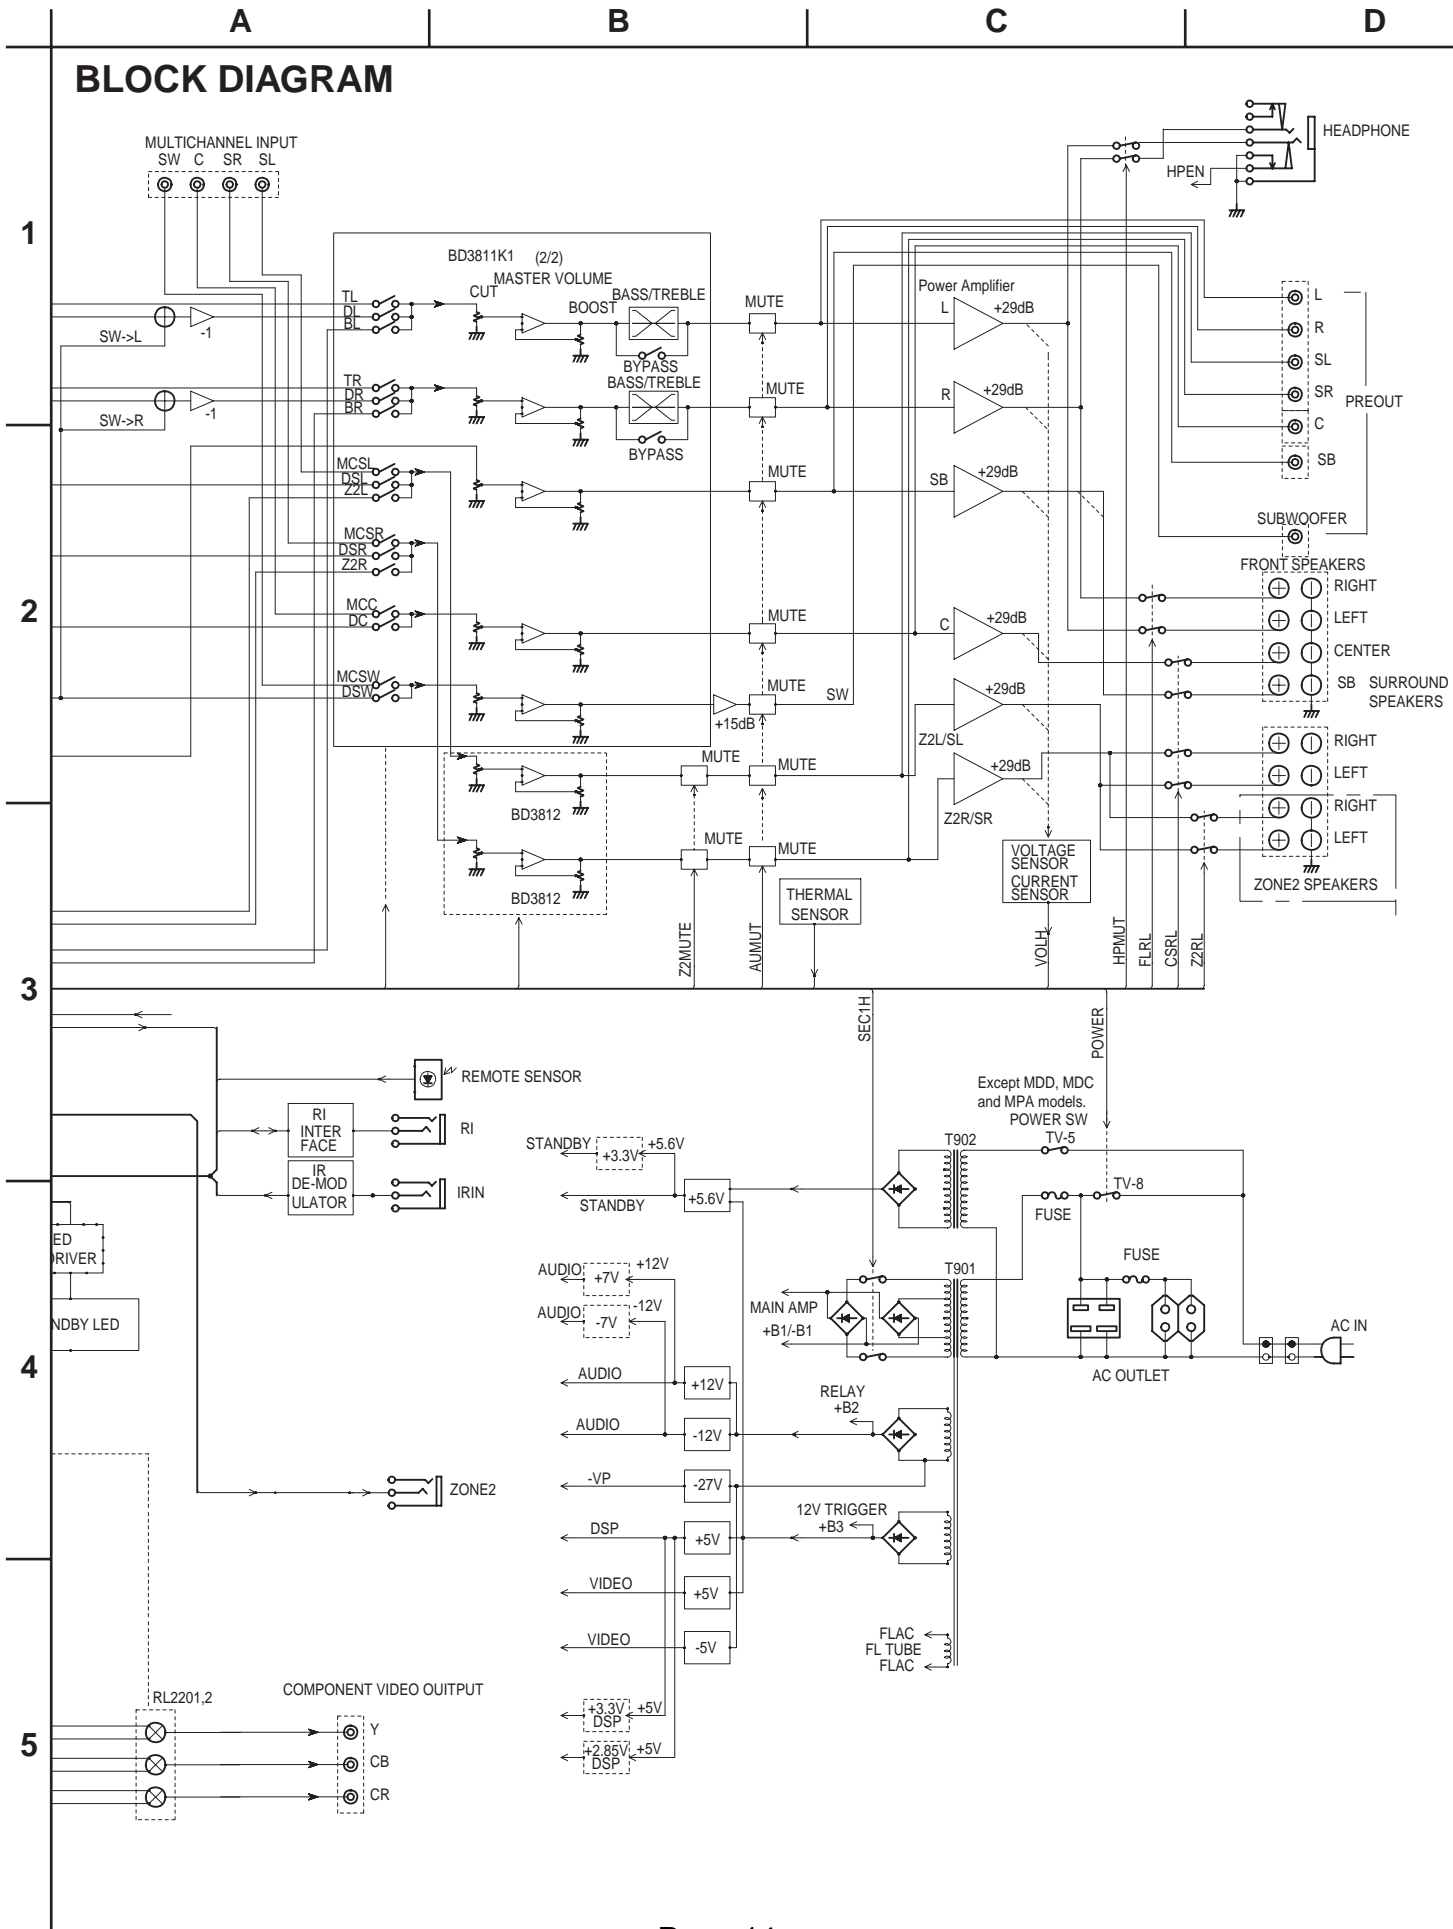 A B C D
BLOCK DIAGRAM
MULTICHANNEL INPUT
SW C SR SL
HEADPHONE
HPEN
1
BD3811K1 (2/2)
MASTER VOLUME
CUT
BOOST
BASS/TREBLE
MUTE
Power Amplifier
L
+29dB
TL
DL
BL
-1
SW->L
BYPASS
L
R
SL
SR
C
SB
PREOUT
TR
DR
BR
-1
SW->R
BASS/TREBLE
BYPASS
MUTE
R
+29dB
MCSL
DSL
Z2L
MUTE
SB
+29dB
SUBWOOFER
MCSR
DSR
Z2R
FRONT SPEAKERS
RIGHT
LEFT
CENTER
SB SURROUND
SPEAKERS
2
MCC
DC
MUTE
C
+29dB
MCSW
DSW
+15dB
MUTE
SW
+29dB
Z2L/SL
MUTE
MUTE
+29dB
Z2R/SR
RIGHT
LEFT
RIGHT
LEFT
ZONE2 SPEAKERS
BD3812
MUTE
MUTE
BD3812
VOLTAGE
SENSOR
CURRENT
SENSOR
THERMAL
SENSOR
Z2MUTE
AUMUT
VOLH
HPMUT
FLRL
CSRL
Z2RL
3
SEC1H
POWER
REMOTE SENSOR
RI
INTER
FACE
RI
IR
DE-MOD
ULATOR
IRIN
Except MDD, MDC
and MPA models.
POWER SW
TV-5
T902
STANDBY
+3.3V
+5.6V
STANDBY
+5.6V
TV-8
FUSE
ED
DRIVER
NDBY LED
AUDIO
+7V
+12V
AUDIO
-7V
-12V
T901
MAIN AMP
+B1/-B1
FUSE
AC OUTLET
AC IN
4
AUDIO
+12V
RELAY
+B2
AUDIO
-12V
-VP
-27V
ZONE2
12V TRIGGER
+B3
DSP
+5V
VIDEO
+5V
VIDEO
-5V
FLAC
FL TUBE
FLAC
COMPONENT VIDEO OUITPUT
RL2201,2
Y
CB
CR
5
+3.3V
DSP
+5V
+2.85V
DSP
+5V